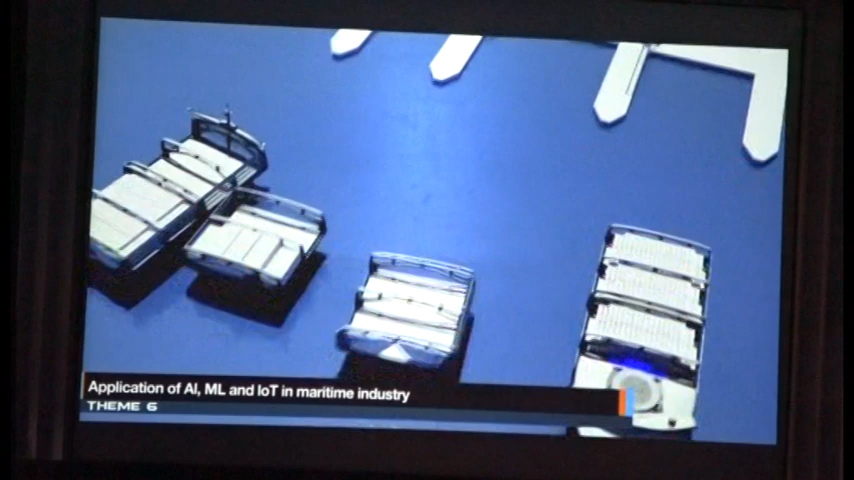 Application of AI, ML and IoT in maritime industry
THEME 6